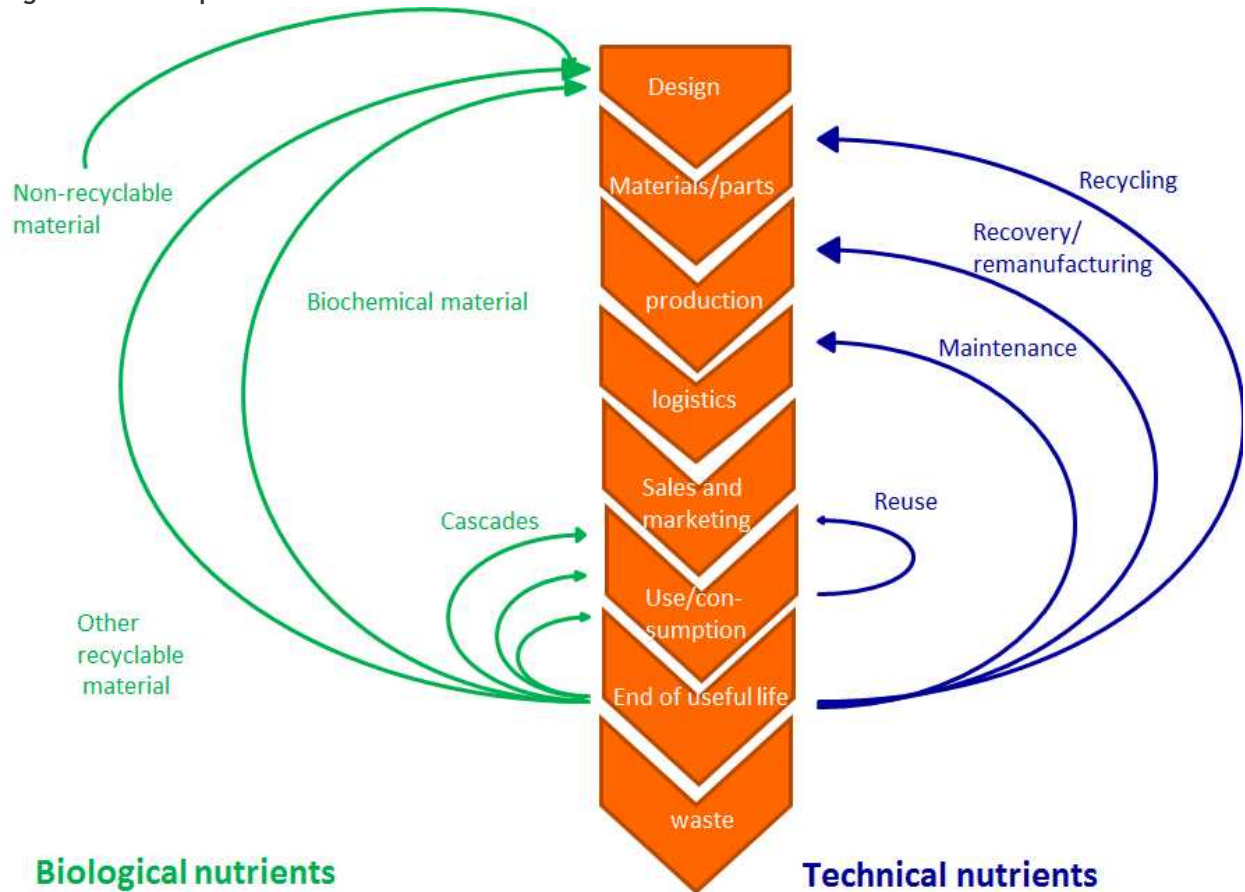 Design
Non-recyclable
material
Materials/parts
Recycling
Recovery/
remanufacturing
Biochemical material
production
Maintenance
logistics
Sales and
marketing
Reuse
Cascades
Use/con-
sumption
Other
recyclable
material
End of useful life
waste
Biological nutrients
Technical nutrients